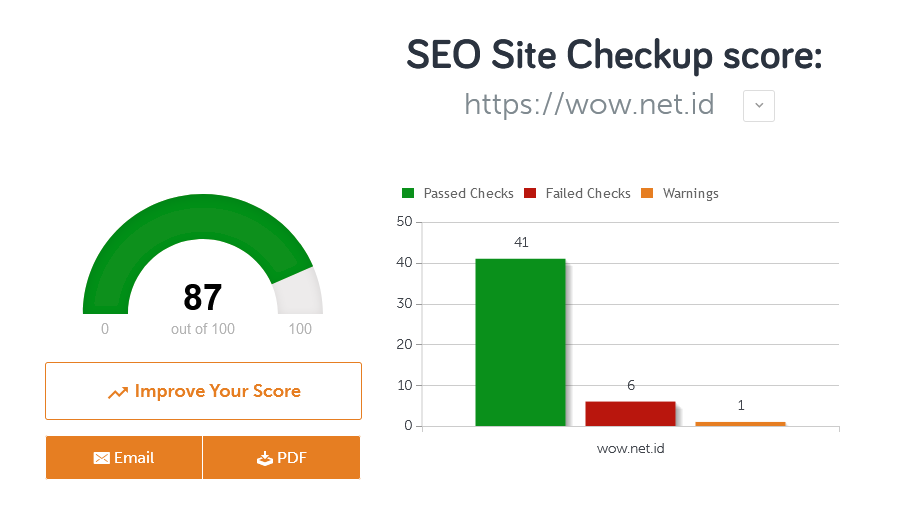 SEO Site Checkup score:
https://wow.net.id
87
0 out of 100 100
Improve Your Score
Email PDF
Passed Checks Failed Checks Warnings
50
40
30
20
10
0
41
6
1
wow.net.id